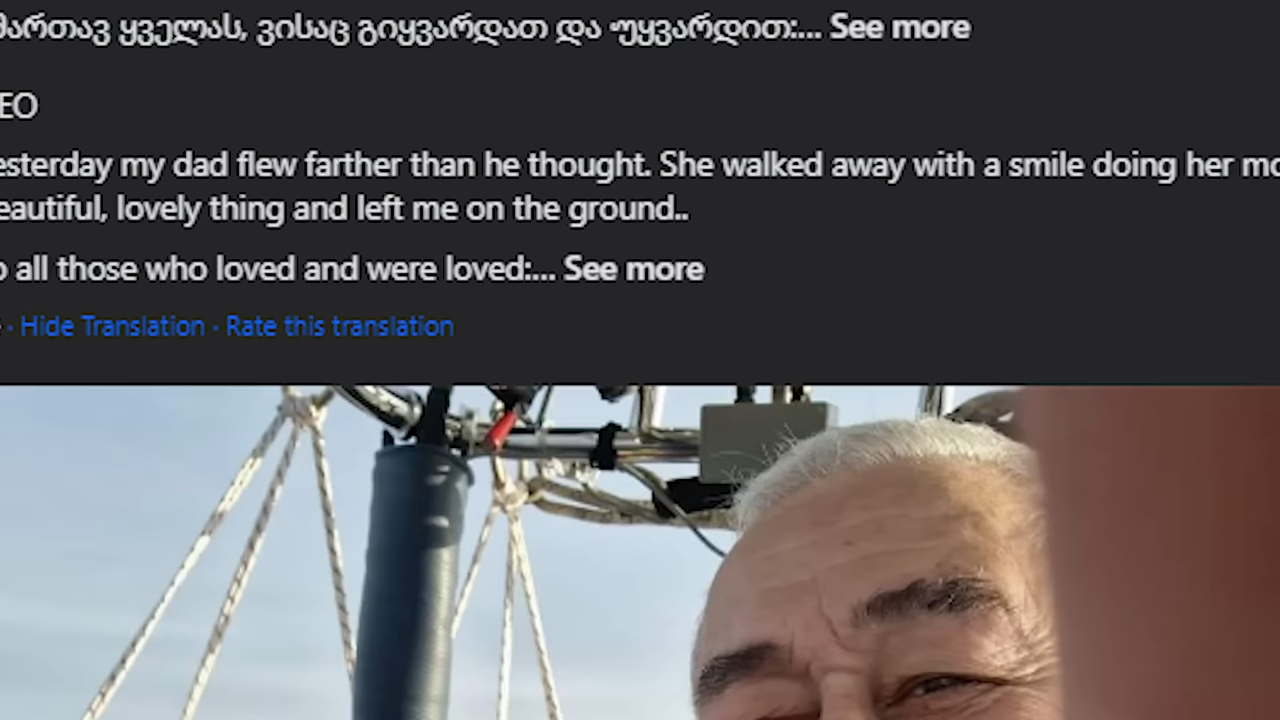 მართავ ყველას, ვისაც გიყვარდათ და უყვარდით:... See more
EO
esterday my dad flew farther than he thought. She walked away with a smile doing her mo
eautiful, lovely thing and left me on the ground..
o all those who loved and were loved:... See more
· Hide Translation · Rate this translation